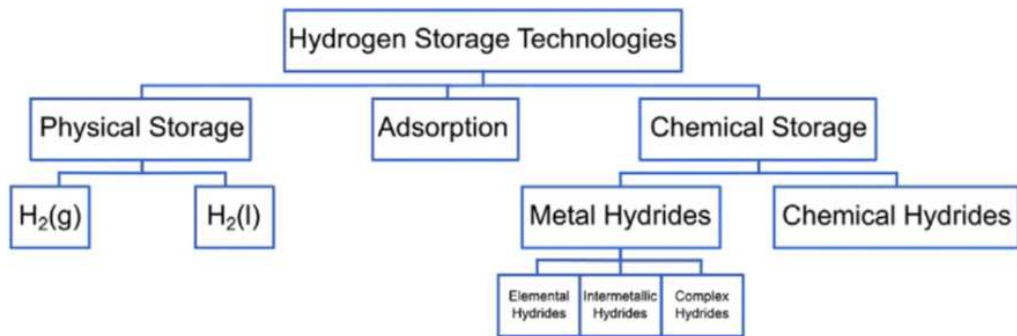 Hydrogen Storage Technologies
Physical Storage
Adsorption
Chemical Storage
H₂(g)
H₂(l)
Metal Hydrides
Chemical Hydrides
Elemental
Hydrides
Intermetallic
Hydrides
Complex
Hydrides